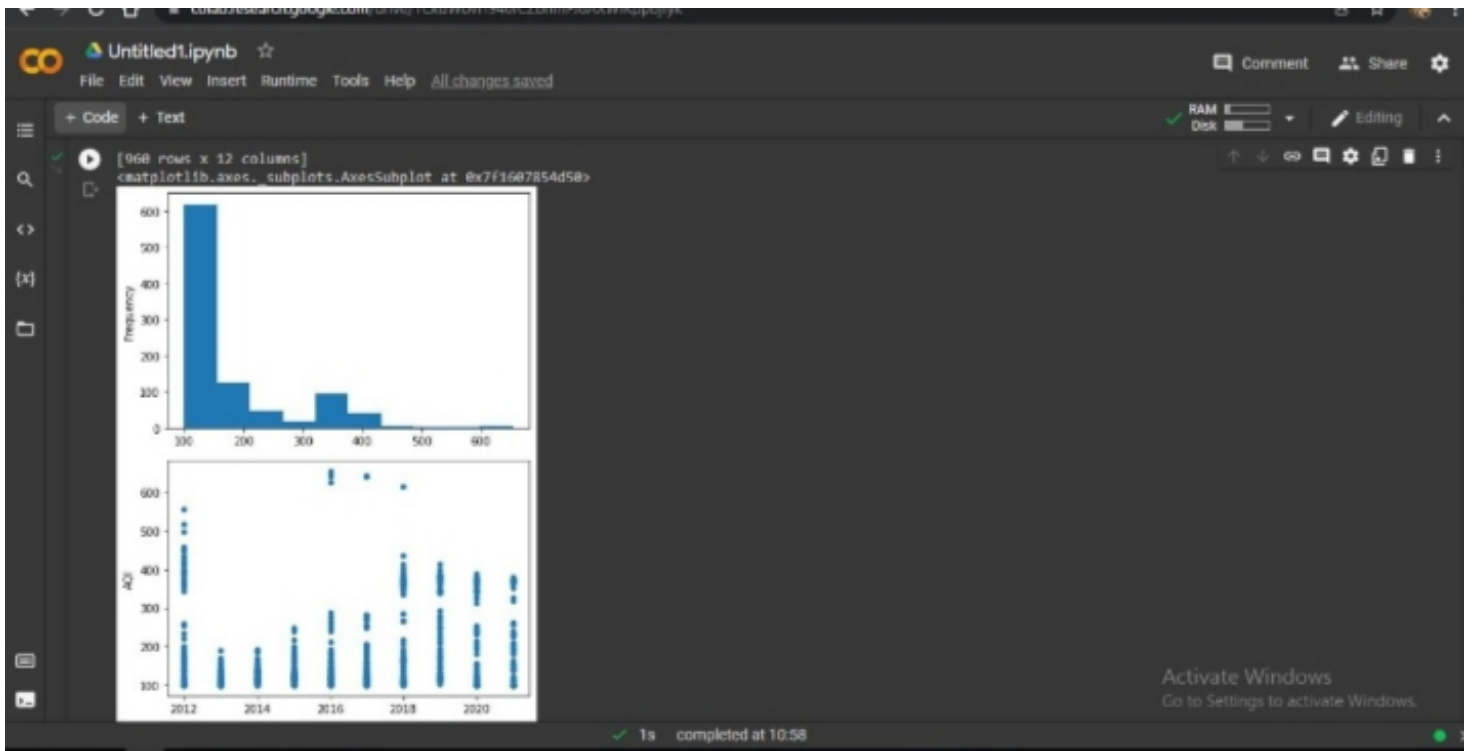 Untitled1.ipynb
File Edit View Insert Runtime Tools Help All changes saved
Comment
Share
+ Code + Text
RAM
Disk
Editing
[960 rows x 12 columns]
<matplotlib.axes._subplots.AxesSubplot at 0x7f1607854d50>
600
500
400
300
200
100
0
Frequency
100 200 300 400 500 600
600
500
400
300
200
100
AQI
2012 2014 2016 2018 2020
{x}
Activate Windows
Go to Settings to activate Windows.
1s completed at 10:58